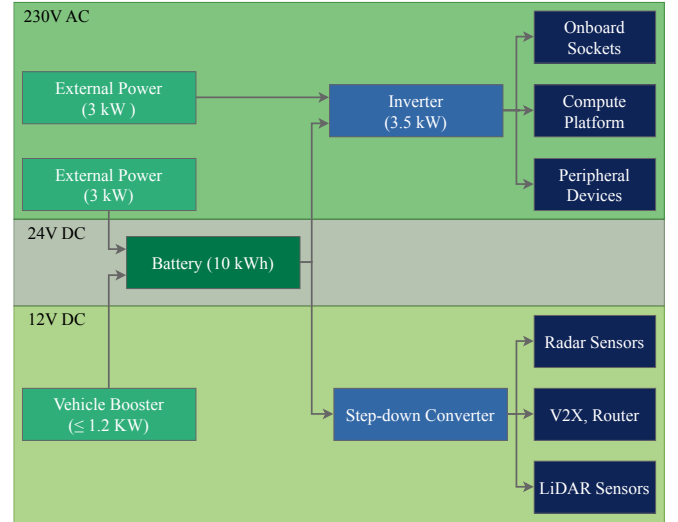 230V AC
Onboard
Sockets
External Power
(3 kW )
Inverter
(3.5 kW)
Compute
Platform
External Power
(3 kW)
Peripheral
Devices
24V DC
Battery (10 kWh)
12V DC
Radar Sensors
Vehicle Booster
(≤ 1.2 KW)
Step-down Converter
V2X, Router
LiDAR Sensors